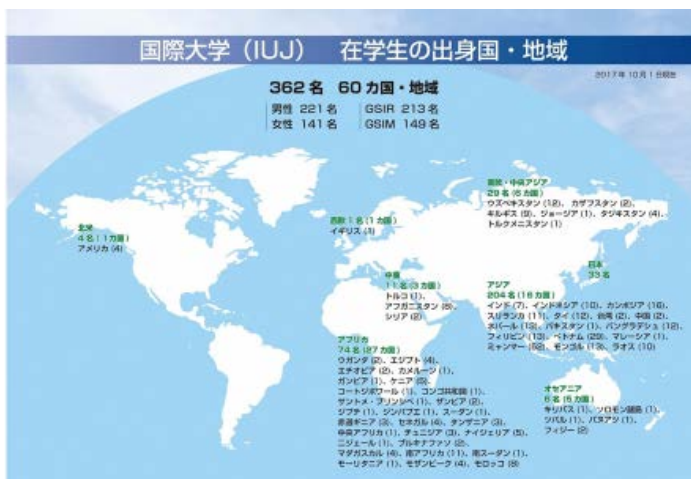 国際大学（IUJ）　在学生の出身国・地域
2017年10月1日現在
362名　60カ国・地域
男性 221名　GSIR 213名
女性 141名　GSIM 149名
北米
4名（1カ国）
アメリカ（4）
西欧 1名（1カ国）
イギリス（1）
29名（6カ国）
ウズベキスタン（12）、カザフスタン（2）、
キルギス（9）、ジョージア（1）、タジキスタン（4）、
トルクメニスタン（1）
日本
33名
中東
11名（3カ国）
トルコ（1）、
アフガニスタン（8）、
シリア（2）
アジア
204名（16カ国）
インド（7）、インドネシア（10）、カンボジア（16）、
スリランカ（11）、タイ（12）、台湾（2）、中国（2）、
ネパール（13）、パキスタン（1）、バングラデシュ（12）、
フィリピン（13）、ベトナム（29）、マレーシア（1）、
ミャンマー（52）、モンゴル（13）、ラオス（10）
アフリカ
74名（27カ国）
ウガンダ（2）、エジプト（4）、
エチオピア（2）、カメルーン（1）、
ガンビア（1）、ケニア（5）、
コートジボワール（1）、コンゴ共和国（1）、
サントメ・プリンシペ（1）、ザンビア（2）、
ジブチ（1）、ジンバブエ（1）、スーダン（1）、
赤道ギニア（3）、セネガル（4）、タンザニア（3）、
中央アフリカ（1）、チュニジア（3）、ナイジェリア（5）、
ニジェール（1）、ブルキナファソ（2）、
マダガスカル（4）、南アフリカ（11）、南スーダン（1）、
モーリタニア（1）、モザンビーク（4）、モロッコ（8）
オセアニア
6名（5カ国）
キリバス（1）、ソロモン諸島（1）、
ツバル（1）、バヌアツ（1）、
フィジー（2）